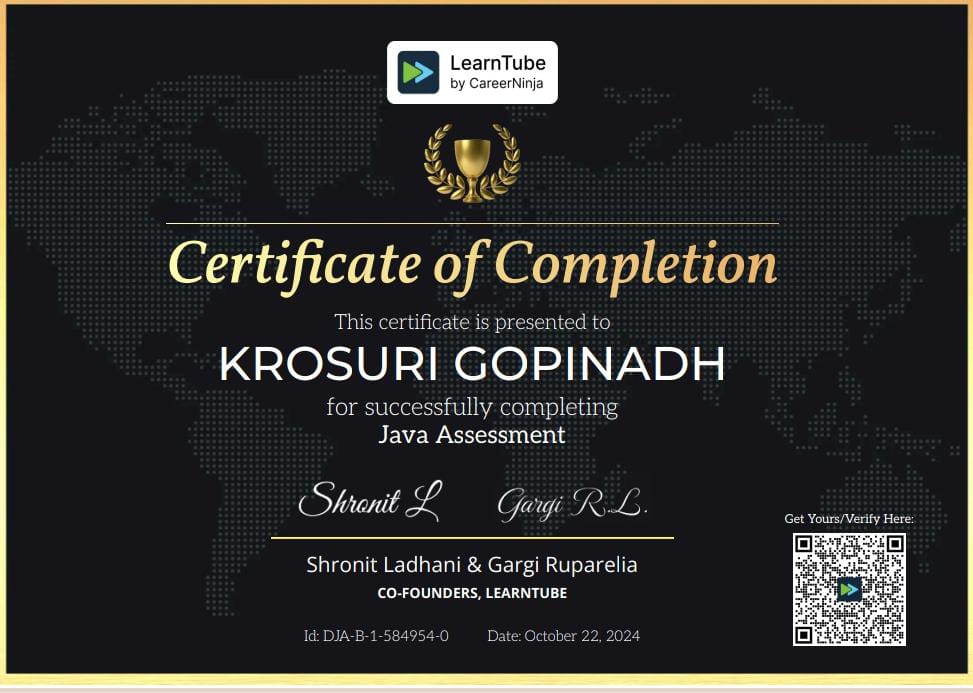 LearnTube
by CareerNinja
Certificate of Completion
This certificate is presented to
KROSURI GOPINADH
for successfully completing
Java Assessment
Shronit L Gargi R.L.
Get Yours/Verify Here:
Shronit Ladhani & Gargi Ruparelia
CO-FOUNDERS, LEARNTUBE
Id: DJA-B-1-584954-0 Date: October 22, 2024